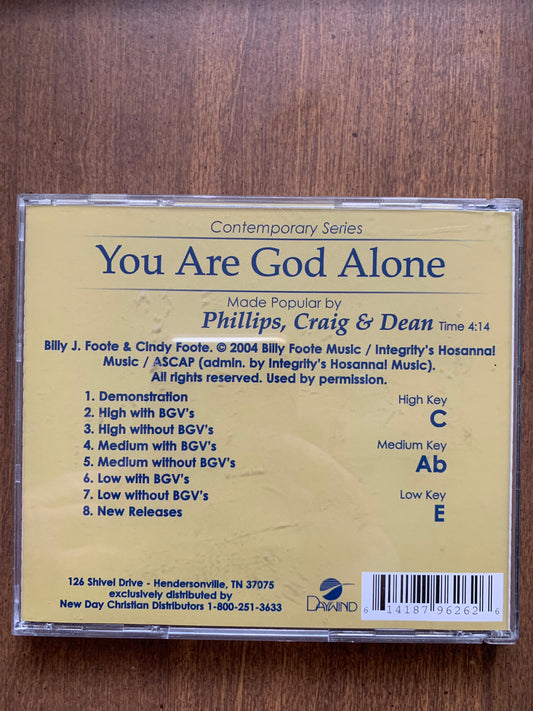 Contemporary Series
You Are God Alone
Made Popular by
Phillips, Craig & Dean Time 4:14
Billy J. Foote & Cindy Foote. © 2004 Billy Foote Music / Integrity's Hosanna!
Music / ASCAP (admin. by Integrity's Hosanna! Music).
All rights reserved. Used by permission.
1. Demonstration
2. High with BGV's
3. High without BGV's
4. Medium with BGV's
5. Medium without BGV's
6. Low with BGV's
7. Low without BGV's
8. New Releases
High Key
C
Medium Key
Ab
Low Key
E
126 Shivel Drive - Hendersonville, TN 37075
exclusively distributed by
New Day Christian Distributors 1-800-251-3633
DAYWIND
6 14187 96262 6